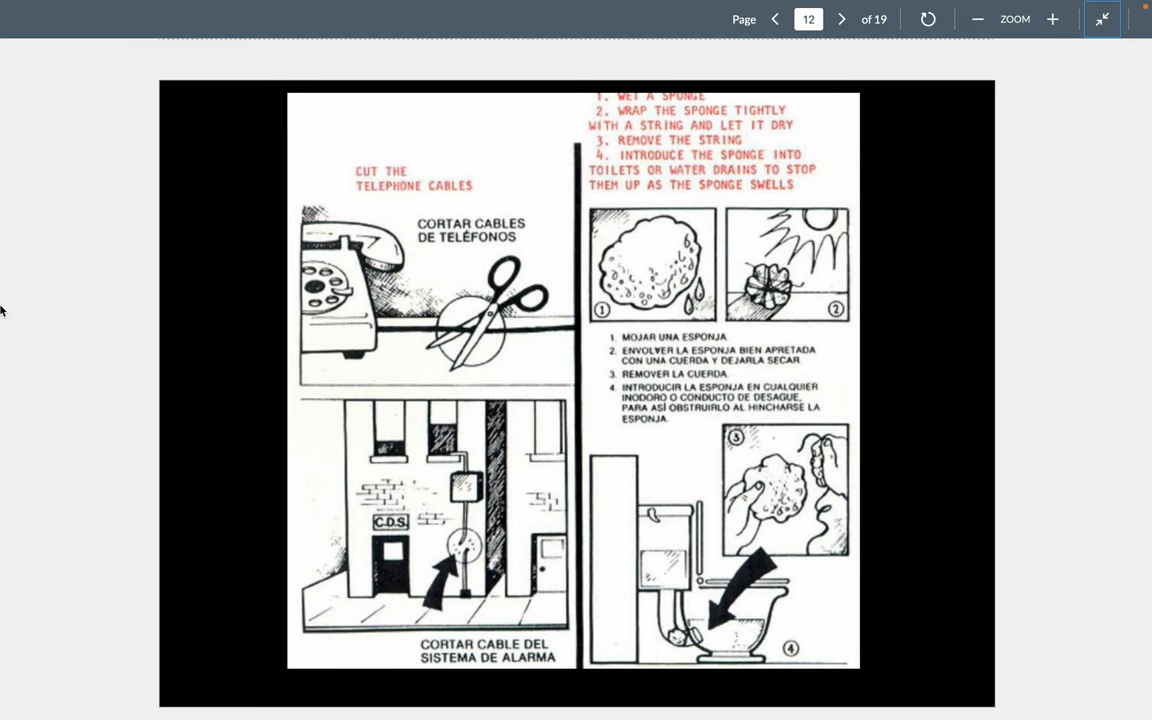 Page
12
of 19
ZOOM
CUT THE
TELEPHONE CABLES
CORTAR CABLES
DE TELÉFONOS
C.D.S.
CORTAR CABLE DEL
SISTEMA DE ALARMA
1. WET A SPONGE
2. WRAP THE SPONGE TIGHTLY
WITH A STRING AND LET IT DRY
3. REMOVE THE STRING
4. INTRODUCE THE SPONGE INTO
TOILETS OR WATER DRAINS TO STOP
THEM UP AS THE SPONGE SWELLS
1
2
1. MOJAR UNA ESPONJA.
2. ENVOLVER LA ESPONJA BIEN APRETADA
CON UNA CUERDA Y DEJARLA SECAR.
3. REMOVER LA CUERDA.
4. INTRODUCIR LA ESPONJA EN CUALQUIER
INODORO O CONDUCTO DE DESAGUE,
PARA ASÍ OBSTRUIRLO AL HINCHARSE LA
ESPONJA.
3
4